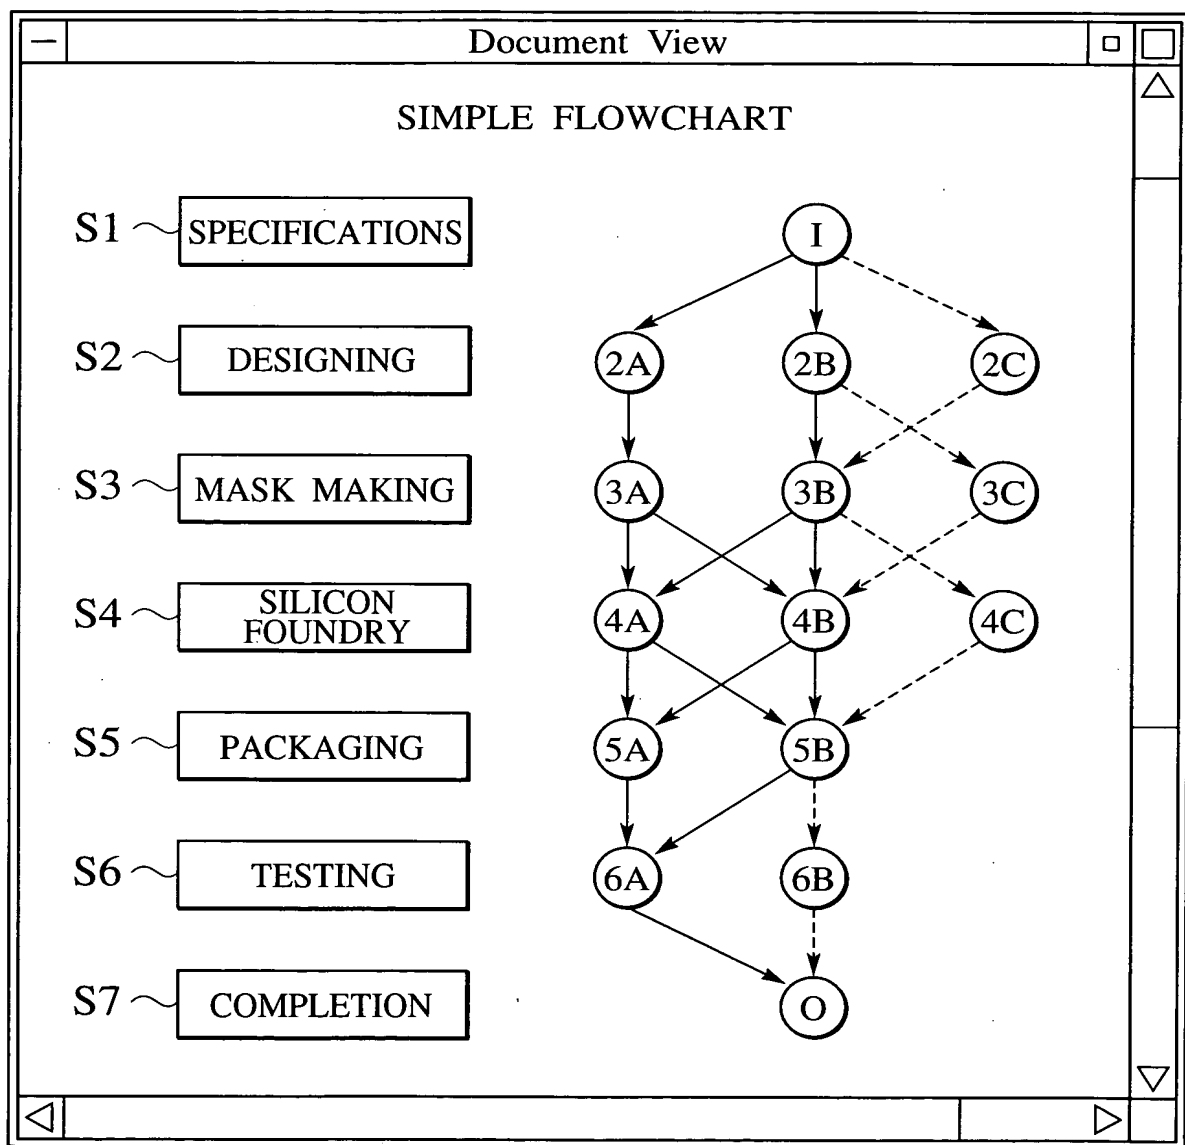 Document View
SIMPLE FLOWCHART
S1 SPECIFICATIONS I
S2 DESIGNING 2A 2B 2C
S3 MASK MAKING 3A 3B 3C
S4 SILICON
FOUNDRY 4A 4B 4C
S5 PACKAGING 5A 5B
S6 TESTING 6A 6B
S7 COMPLETION O